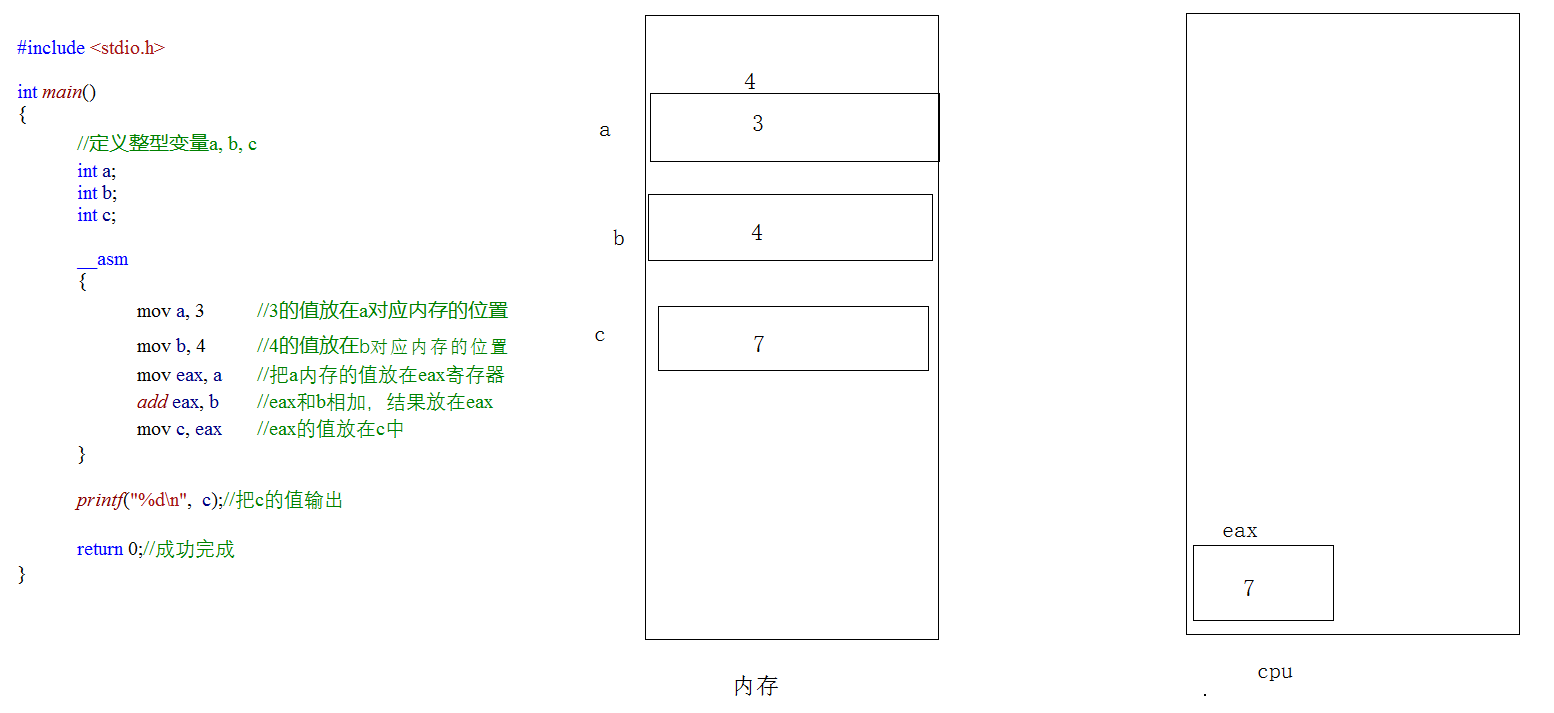 #include <stdio.h>
int main()
{
//定义整型变量a, b, c
int a;
int b;
int c;
__asm
{
mov a, 3 //3的值放在a对应内存的位置
mov b, 4 //4的值放在b对应内存的位置
mov eax, a //把a内存的值放在eax寄存器
add eax, b //eax和b相加，结果放在eax
mov c, eax //eax的值放在c中
}
printf("%d\n", c);//把c的值输出
return 0;//成功完成
}
4
a 3
b 4
c 7
内存
eax
7
cpu